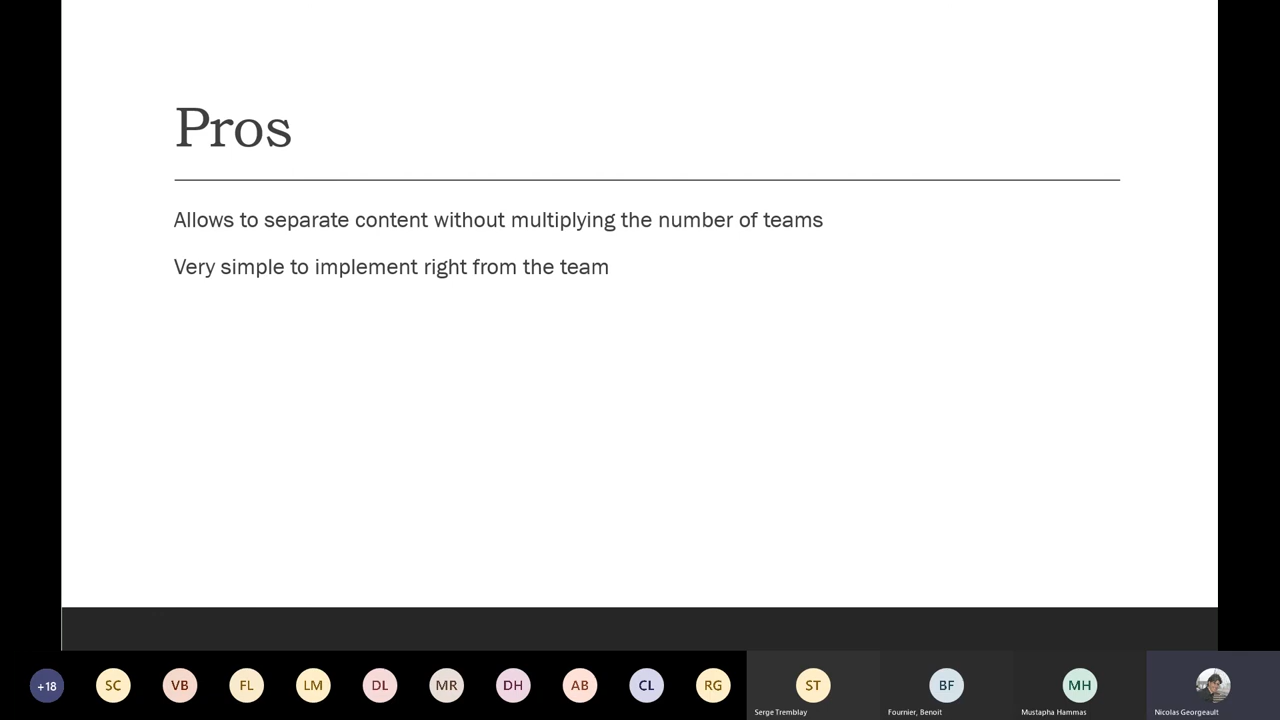 Pros
Allows to separate content without multiplying the number of teams
Very simple to implement right from the team
+18
SC
VB
FL
LM
DL
MR
DH
AB
CL
RG
ST
BF
MH
Serge Tremblay
Fournier, Benoit
Mustapha Hammas
Nicolas Georgeault